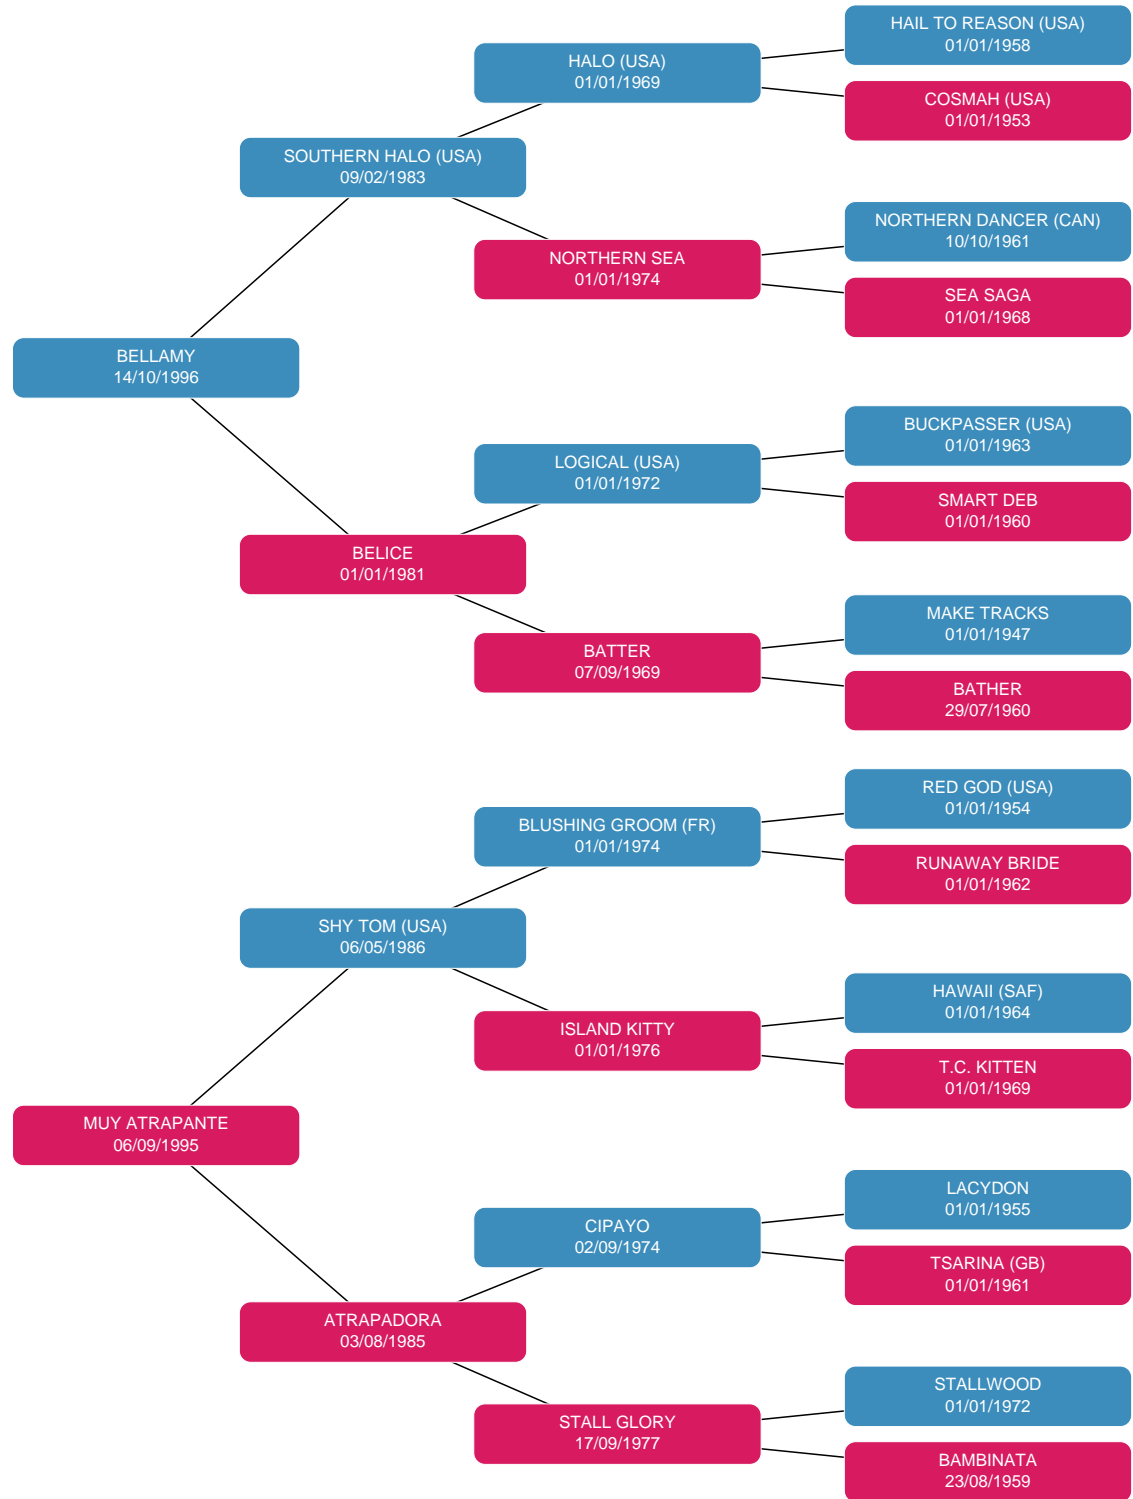 HAIL TO REASON (USA)
01/01/1958
HALO (USA)
01/01/1969
COSMAH (USA)
01/01/1953
SOUTHERN HALO (USA)
09/02/1983
NORTHERN DANCER (CAN)
10/10/1961
NORTHERN SEA
01/01/1974
SEA SAGA
01/01/1968
BELLAMY
14/10/1996
BUCKPASSER (USA)
01/01/1963
LOGICAL (USA)
01/01/1972
SMART DEB
01/01/1960
BELICE
01/01/1981
MAKE TRACKS
01/01/1947
BATTER
07/09/1969
BATHER
29/07/1960
RED GOD (USA)
01/01/1954
BLUSHING GROOM (FR)
01/01/1974
RUNAWAY BRIDE
01/01/1962
SHY TOM (USA)
06/05/1986
HAWAII (SAF)
01/01/1964
ISLAND KITTY
01/01/1976
T.C. KITTEN
01/01/1969
MUY ATRAPANTE
06/09/1995
LACYDON
01/01/1955
CIPAYO
02/09/1974
TSARINA (GB)
01/01/1961
ATRAPADORA
03/08/1985
STALLWOOD
01/01/1972
STALL GLORY
17/09/1977
BAMBINATA
23/08/1959